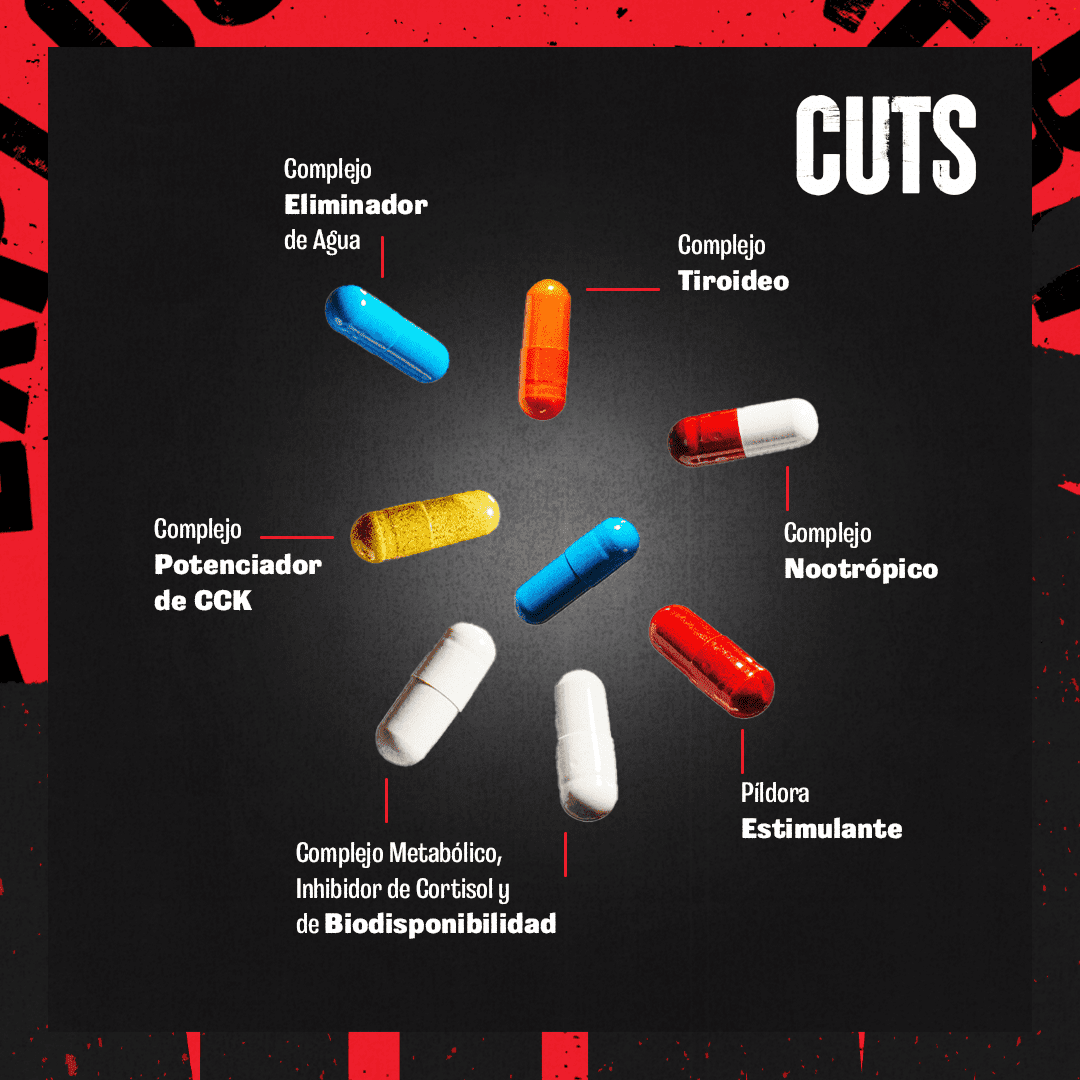 CUTS
Complejo
Eliminador
de Agua
Complejo
Tiroideo
Complejo
Nootrópico
Complejo
Potenciador
de CCK
Píldora
Estimulante
Complejo Metabólico,
Inhibidor de Cortisol y
de Biodisponibilidad